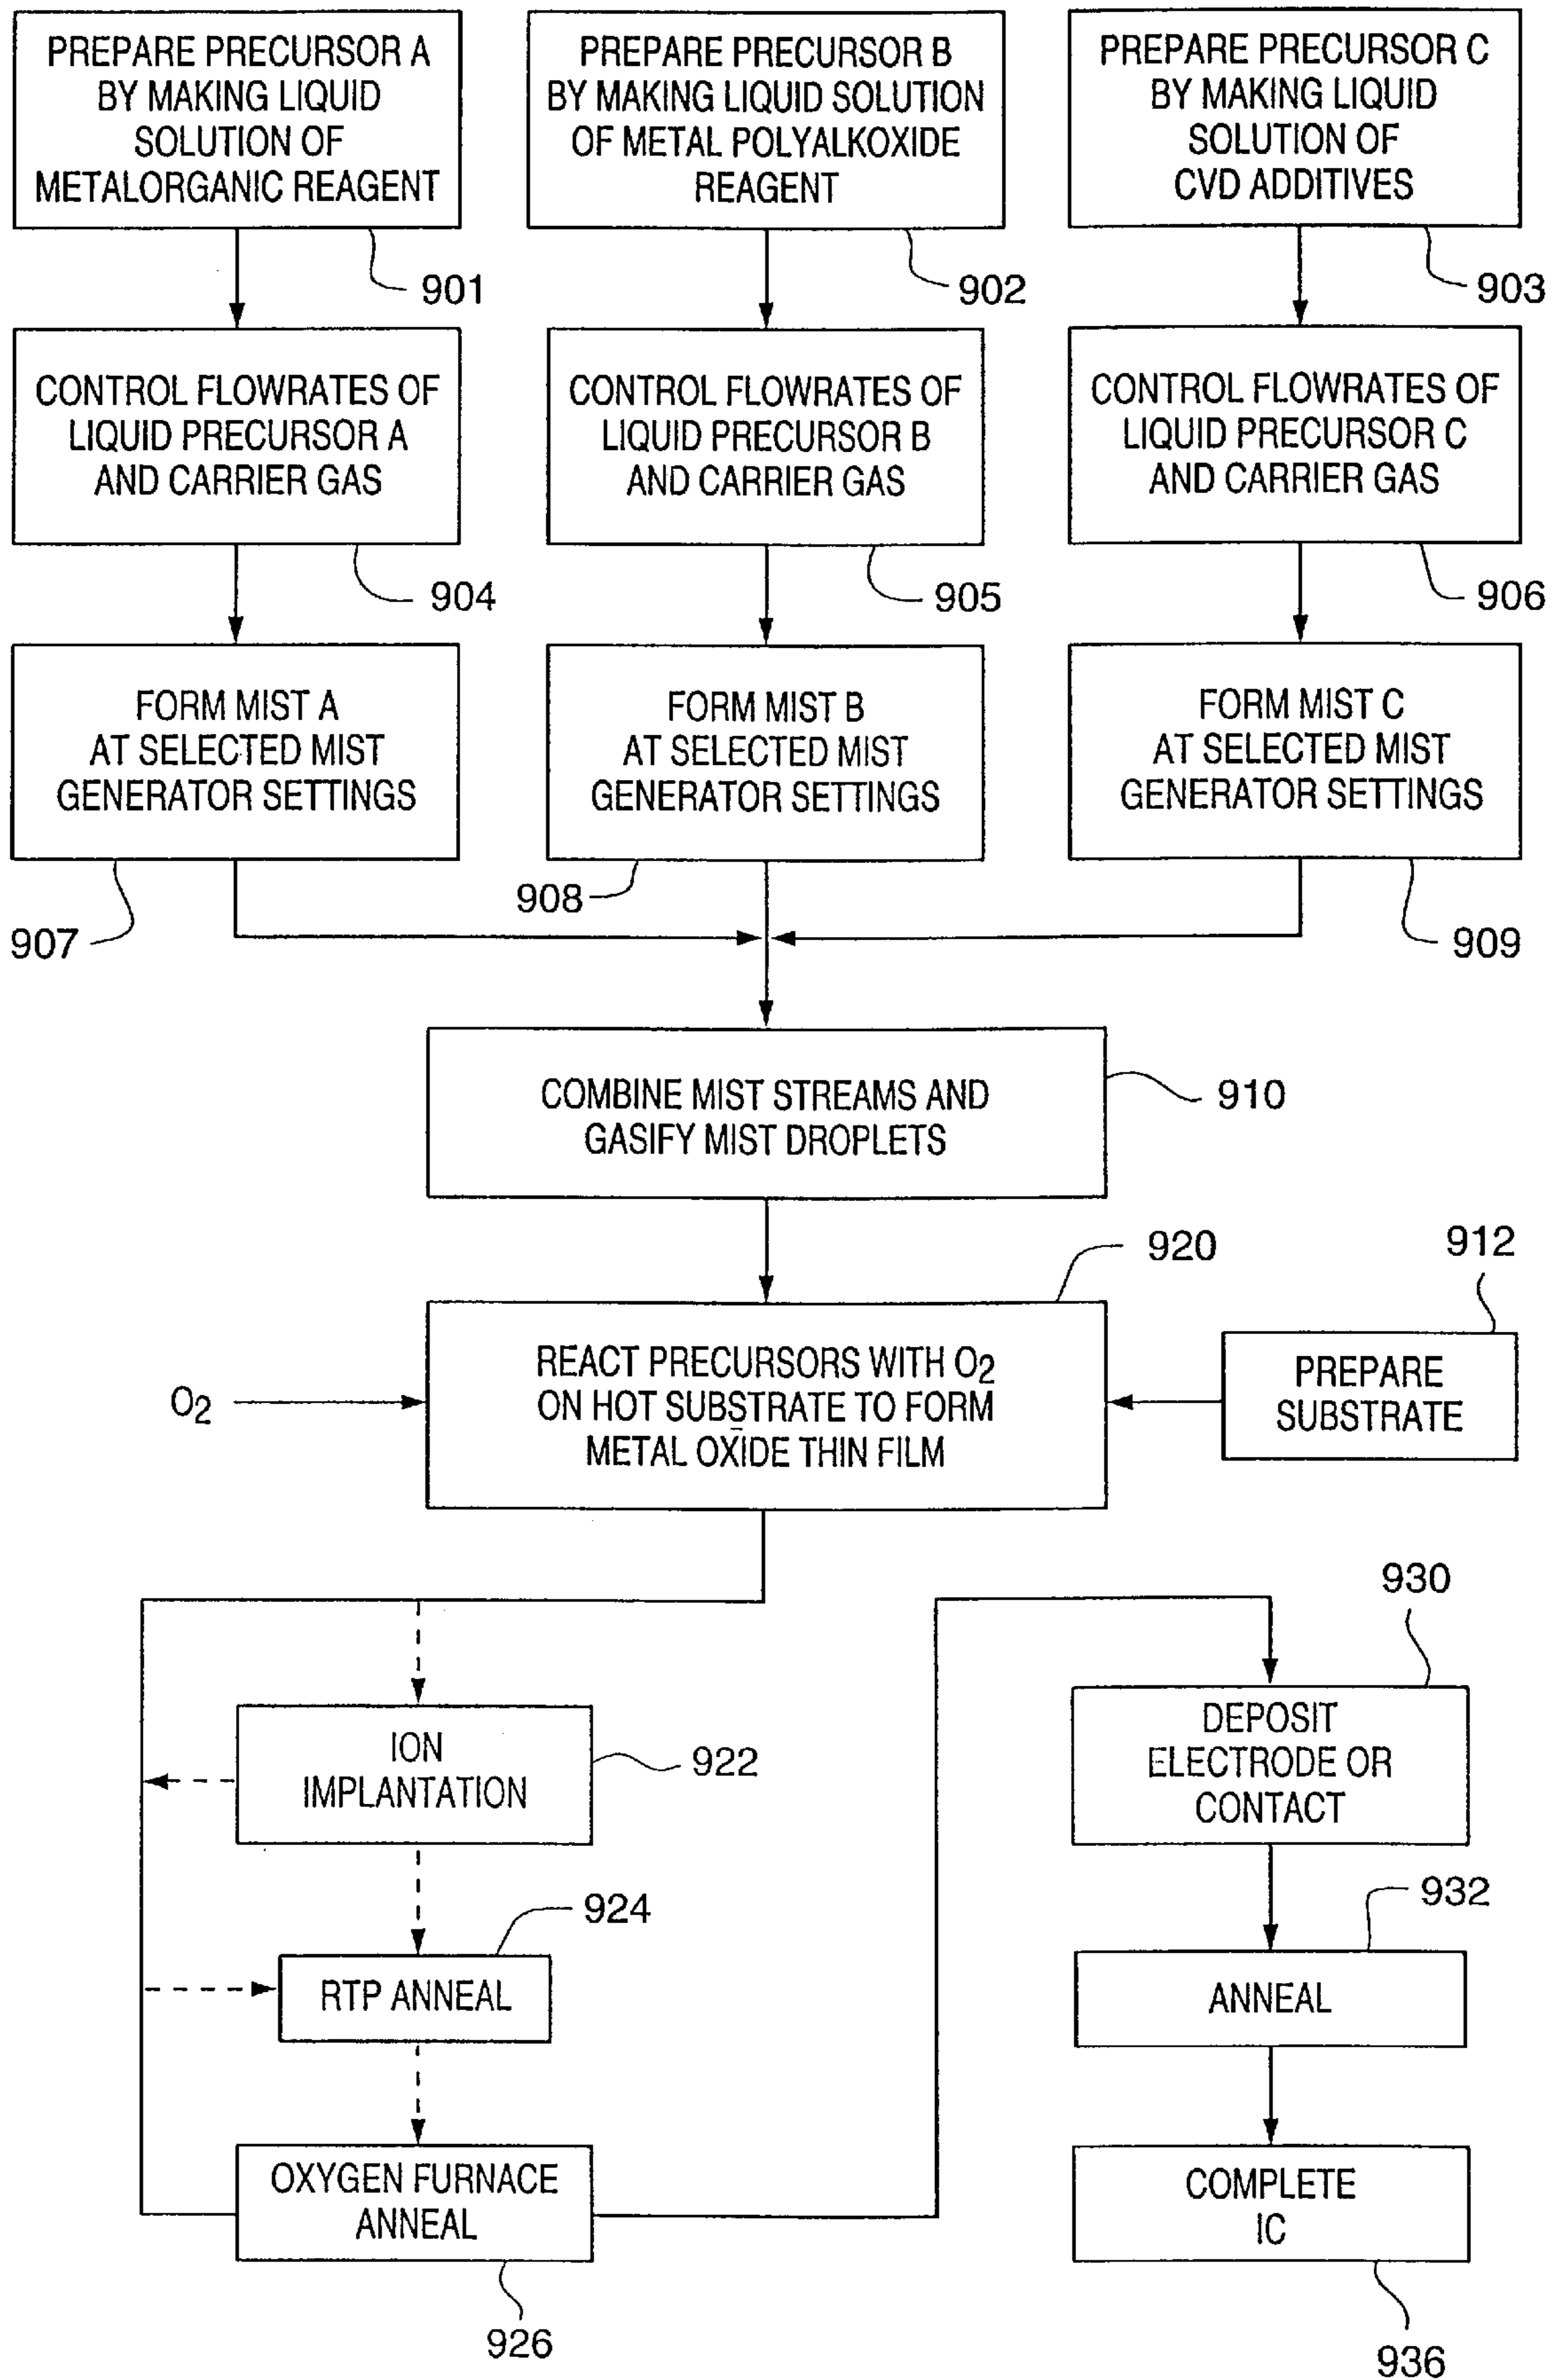 PREPARE PRECURSOR A
BY MAKING LIQUID
SOLUTION OF
METALORGANIC REAGENT
901
PREPARE PRECURSOR B
BY MAKING LIQUID SOLUTION
OF METAL POLYALKOXIDE
REAGENT
902
PREPARE PRECURSOR C
BY MAKING LIQUID
SOLUTION OF
CVD ADDITIVES
903
CONTROL FLOWRATES OF
LIQUID PRECURSOR A
AND CARRIER GAS
904
CONTROL FLOWRATES OF
LIQUID PRECURSOR B
AND CARRIER GAS
905
CONTROL FLOWRATES OF
LIQUID PRECURSOR C
AND CARRIER GAS
906
FORM MIST A
AT SELECTED MIST
GENERATOR SETTINGS
907
FORM MIST B
AT SELECTED MIST
GENERATOR SETTINGS
908
FORM MIST C
AT SELECTED MIST
GENERATOR SETTINGS
909
COMBINE MIST STREAMS AND
GASIFY MIST DROPLETS
910
920
912
O2
REACT PRECURSORS WITH O2
ON HOT SUBSTRATE TO FORM
METAL OXIDE THIN FILM
PREPARE
SUBSTRATE
ION
IMPLANTATION
922
924
RTP ANNEAL
OXYGEN FURNACE
ANNEAL
926
930
DEPOSIT
ELECTRODE OR
CONTACT
932
ANNEAL
COMPLETE
IC
936